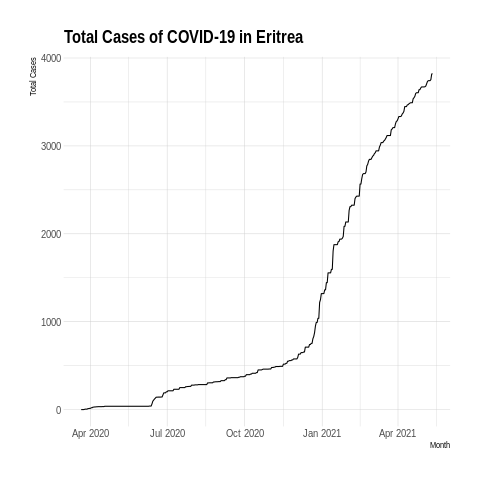 Total Cases of COVID-19 in Eritrea
Total Cases
4000
3000
2000
1000
0
Apr 2020 Jul 2020 Oct 2020 Jan 2021 Apr 2021
Month